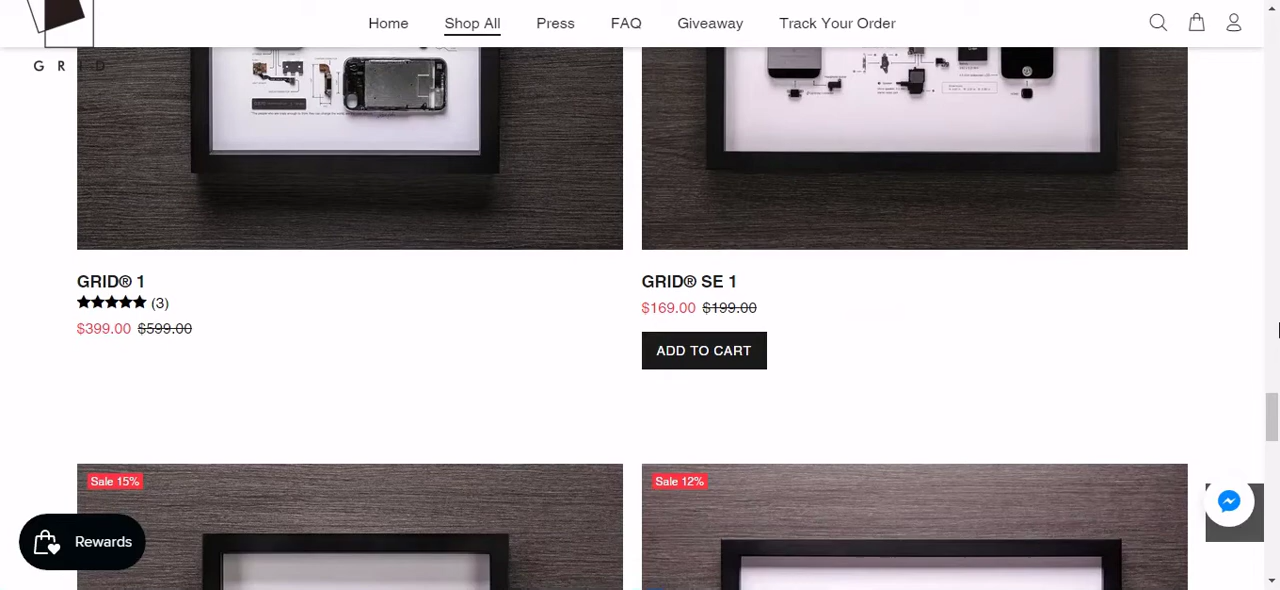 Home
Shop All
Press
FAQ
Giveaway
Track Your Order
GRID
GRID® 1
(3)
$399.00 $599.00
GRID® SE 1
$169.00 $199.00
ADD TO CART
Sale 15%
Sale 12%
Rewards